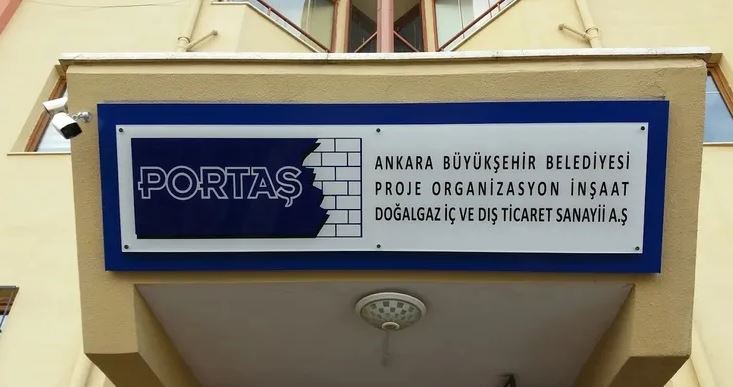 PORTAŞ
ANKARA BÜYÜKŞEHİR BELEDİYESİ
PROJE ORGANİZASYON İNŞAAT
DOĞALGAZ İÇ VE DIŞ TİCARET SANAYİİ A.Ş